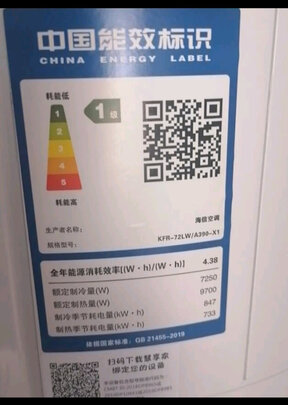 中国能效标识
CHINA ENERGY LABEL
耗能低
1
2
3
4
5
耗能高
1级
生产者名称:
海信空调
规格型号:
KFR-72LW/A390-X1
全年能源消耗效率[(W·h)/(W·h)] 4.38
额定制冷量(W) 7250
额定制热量(W) 9700
制冷季节耗电量(kW·h) 847
制热季节耗电量(kW·h) 733
依据国家标准: GB 21455-2019
扫码下载慧享家
绑定您的设备